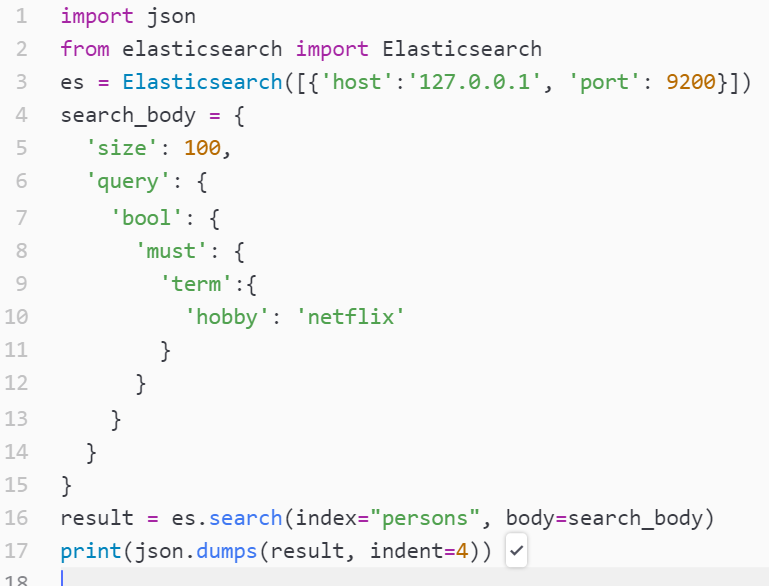 1 import json
2 from elasticsearch import Elasticsearch
3 es = Elasticsearch([{'host':'127.0.0.1', 'port': 9200}])
4 search_body = {
5   'size': 100,
6   'query': {
7     'bool': {
8       'must': {
9         'term':{
10           'hobby': 'netflix'
11         }
12       }
13     }
14   }
15 }
16 result = es.search(index="persons", body=search_body)
17 print(json.dumps(result, indent=4)) ✓
18